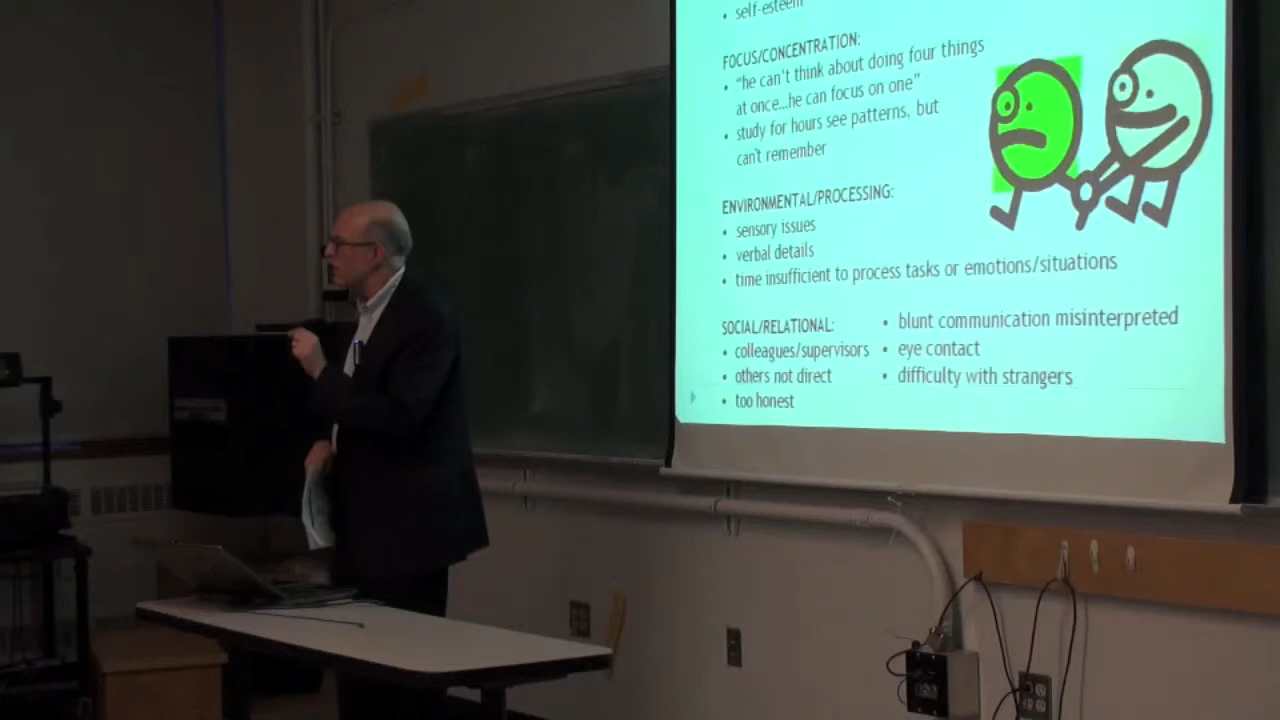 • self-esteem
FOCUS/CONCENTRATION:
• “he can't think about doing four things
at once...he can focus on one”
• study for hours see patterns, but
can't remember
ENVIRONMENTAL/PROCESSING:
• sensory issues
• verbal details
• time insufficient to process tasks or emotions/situations
SOCIAL/RELATIONAL:
• colleagues/supervisors
• others not direct
• too honest
• blunt communication misinterpreted
• eye contact
• difficulty with strangers